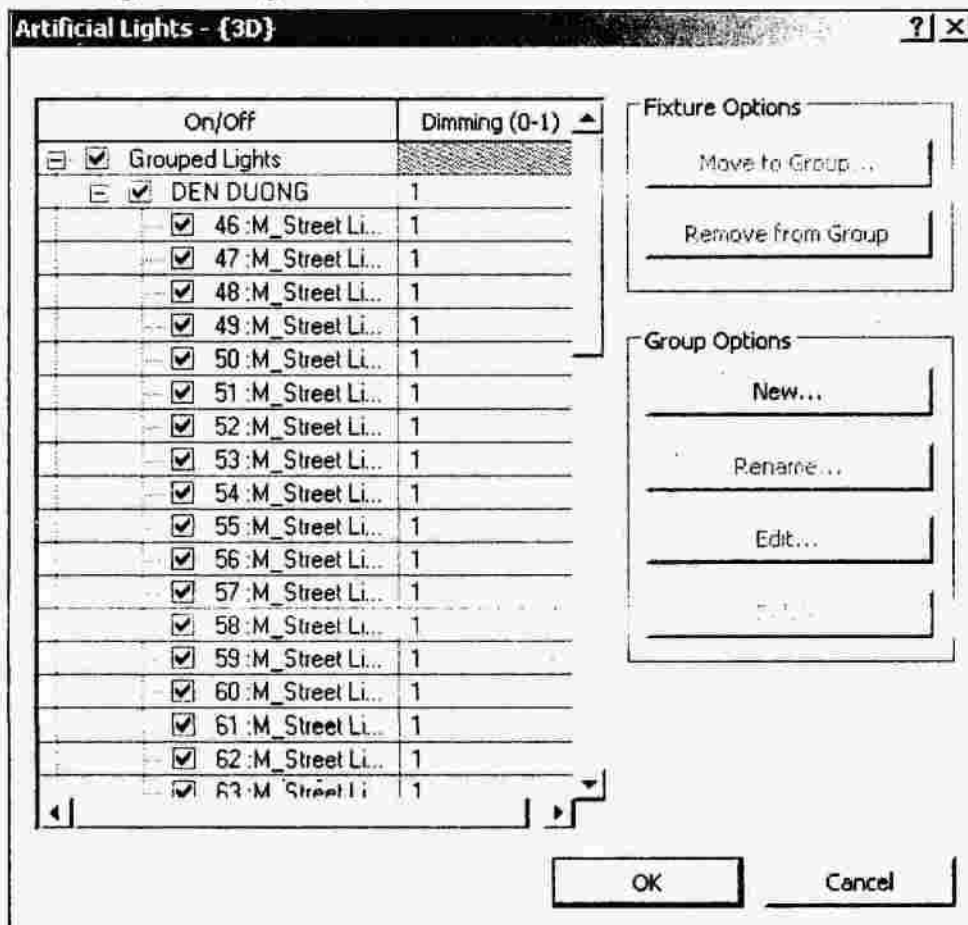 Artificial Lights - {3D}
? ×
On/Off Dimming (0-1)
Grouped Lights
DEN DUONG 1
46 :M_Street Li... 1
47 :M_Street Li... 1
48 :M_Street Li... 1
49 :M_Street Li... 1
50 :M_Street Li... 1
51 :M_Street Li... 1
52 :M_Street Li... 1
53 :M_Street Li... 1
54 :M_Street Li... 1
55 :M_Street Li... 1
56 :M_Street Li... 1
57 :M_Street Li... 1
58 :M_Street Li... 1
59 :M_Street Li... 1
60 :M_Street Li... 1
61 :M_Street Li... 1
62 :M_Street Li... 1
63 :M Street Li 1
Fixture Options
Move to Group...
Remove from Group
Group Options
New...
Rename...
Edit...
OK
Cancel